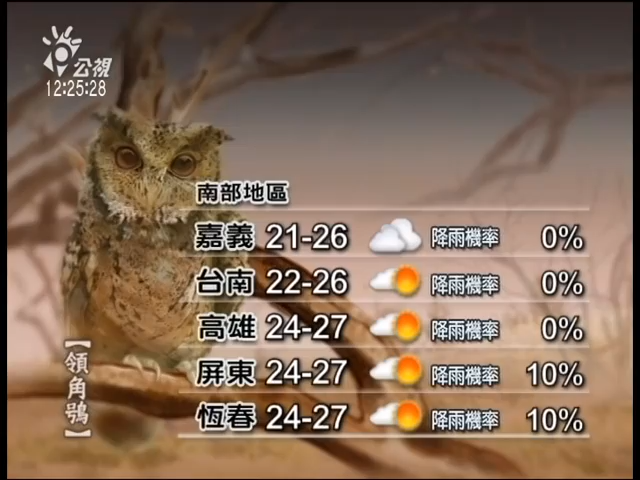 公視
12:25:28
南部地區
嘉義 21-26 降雨機率 0%
台南 22-26 降雨機率 0%
高雄 24-27 降雨機率 0%
屏東 24-27 降雨機率 10%
恆春 24-27 降雨機率 10%
【領角鴞】